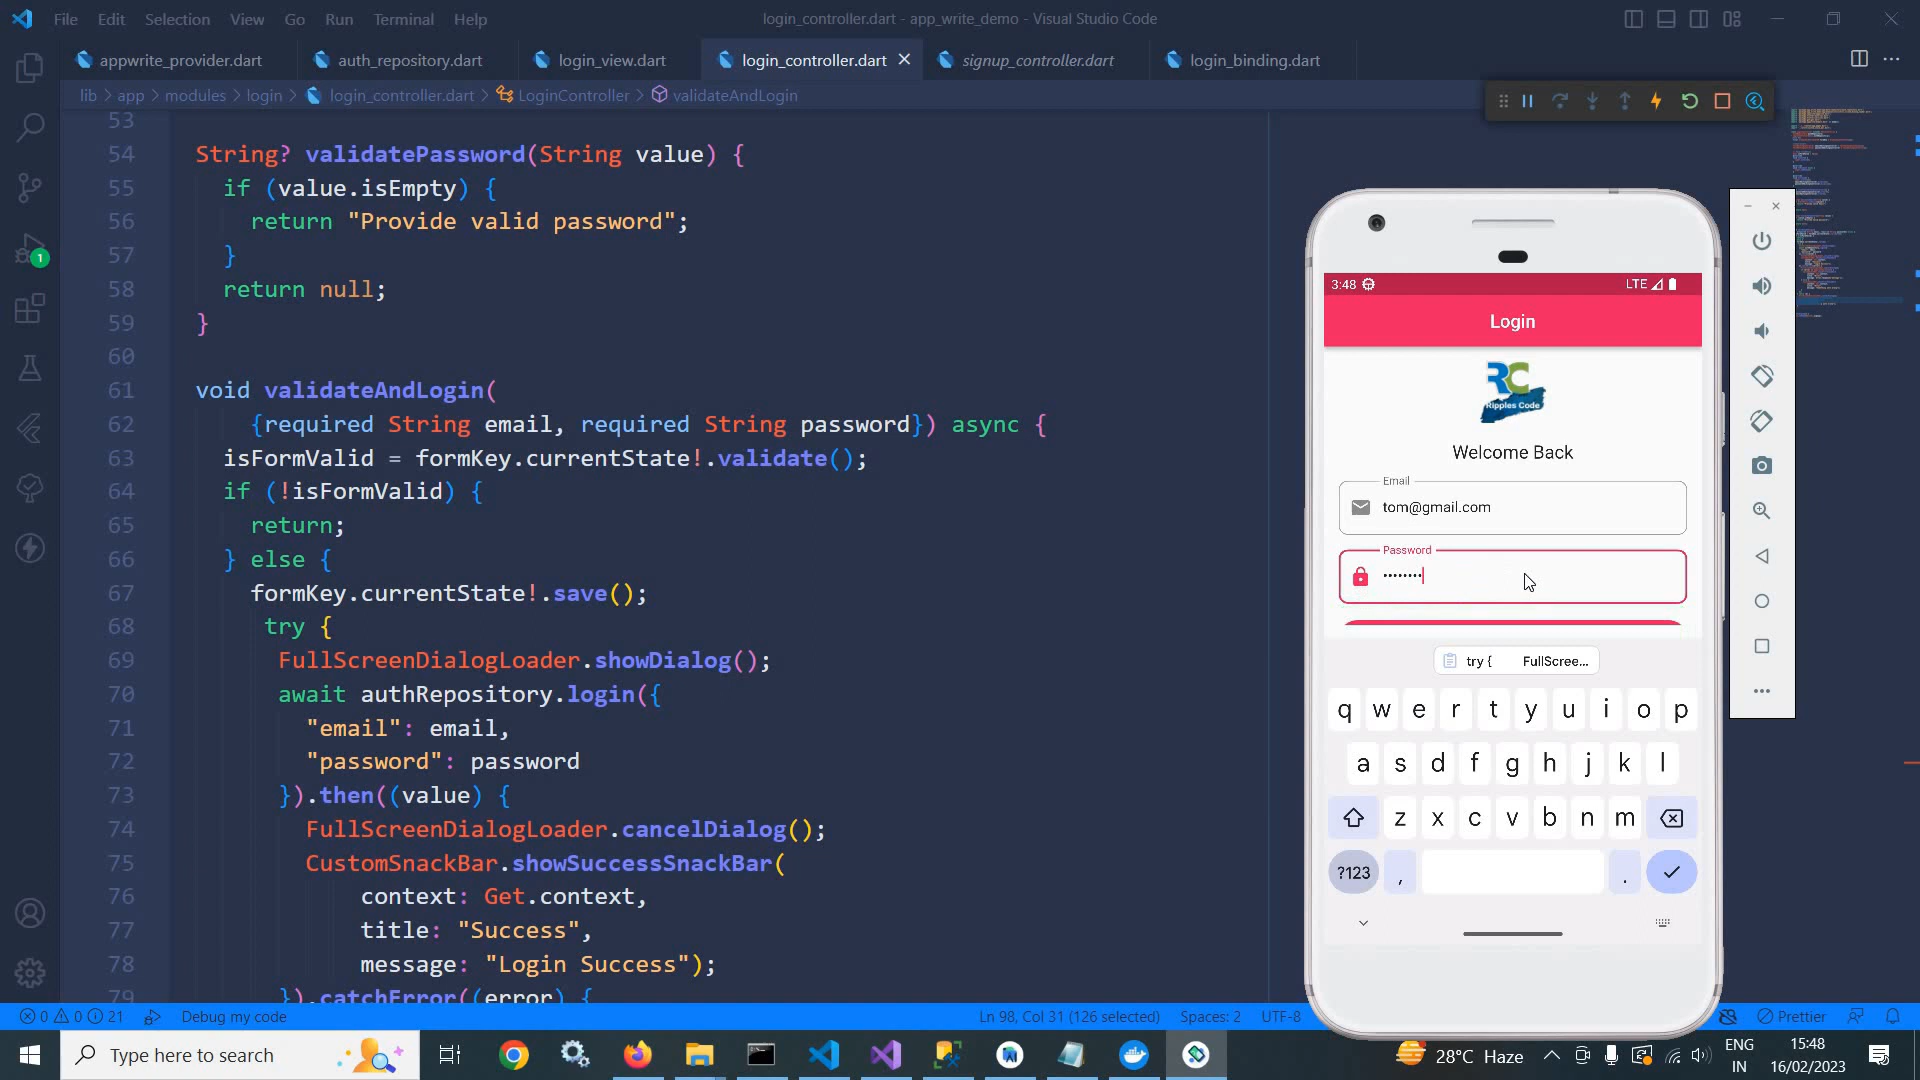 File Edit Selection View Go Run Terminal Help
login_controller.dart - app_write_demo - Visual Studio Code
appwrite_provider.dart
auth_repository.dart
login_view.dart
login_controller.dart
signup_controller.dart
login_binding.dart
lib > app > modules > login > login_controller.dart > LoginController > validateAndLogin
53
54 String? validatePassword(String value) {
55 if (value.isEmpty) {
56 return "Provide valid password";
57 }
58 return null;
59 }
60
61 void validateAndLogin(
62 {required String email, required String password}) async {
63 isFormValid = formKey.currentState!.validate();
64 if (!isFormValid) {
65 return;
66 } else {
67 formKey.currentState!.save();
68 try {
69 FullScreenDialogLoader.showDialog();
70 await authRepository.login({
71 "email": email,
72 "password": password
73 }).then((value) {
74 FullScreenDialogLoader.cancelDialog();
75 CustomSnackBar.showSuccessSnackBar(
76 context: Get.context,
77 title: "Success",
78 message: "Login Success");
79 }).catchError((error) {
1
3:48
LTE
Login
RC
Ripples Code
Welcome Back
Email
tom@gmail.com
Password
••••••••
try { FullScree...
q w e r t y u i o p
a s d f g h j k l
z x c v b n m
?123 , .
0 0 21 Debug my code
Ln 98, Col 31 (126 selected) Spaces: 2 UTF-8
Prettier
Type here to search
28°C Haze
ENG
IN
15:48
16/02/2023